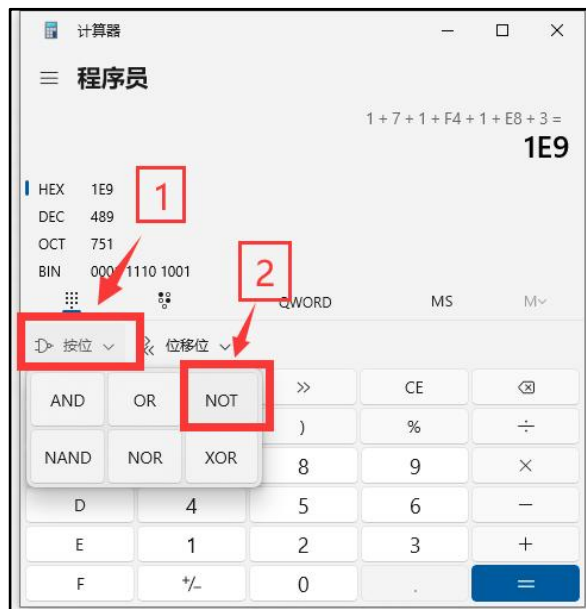 计算器
程序员
1 + 7 + 1 + F4 + 1 + E8 + 3 =
1E9
HEX 1E9
1
DEC 489
OCT 751
BIN 1110 1001
2
QWORD MS M
按位 位移位
AND OR NOT >> CE
) % ÷
NAND NOR XOR 8 9 ×
D 4 5 6 −
E 1 2 3 +
F +/− 0 . =